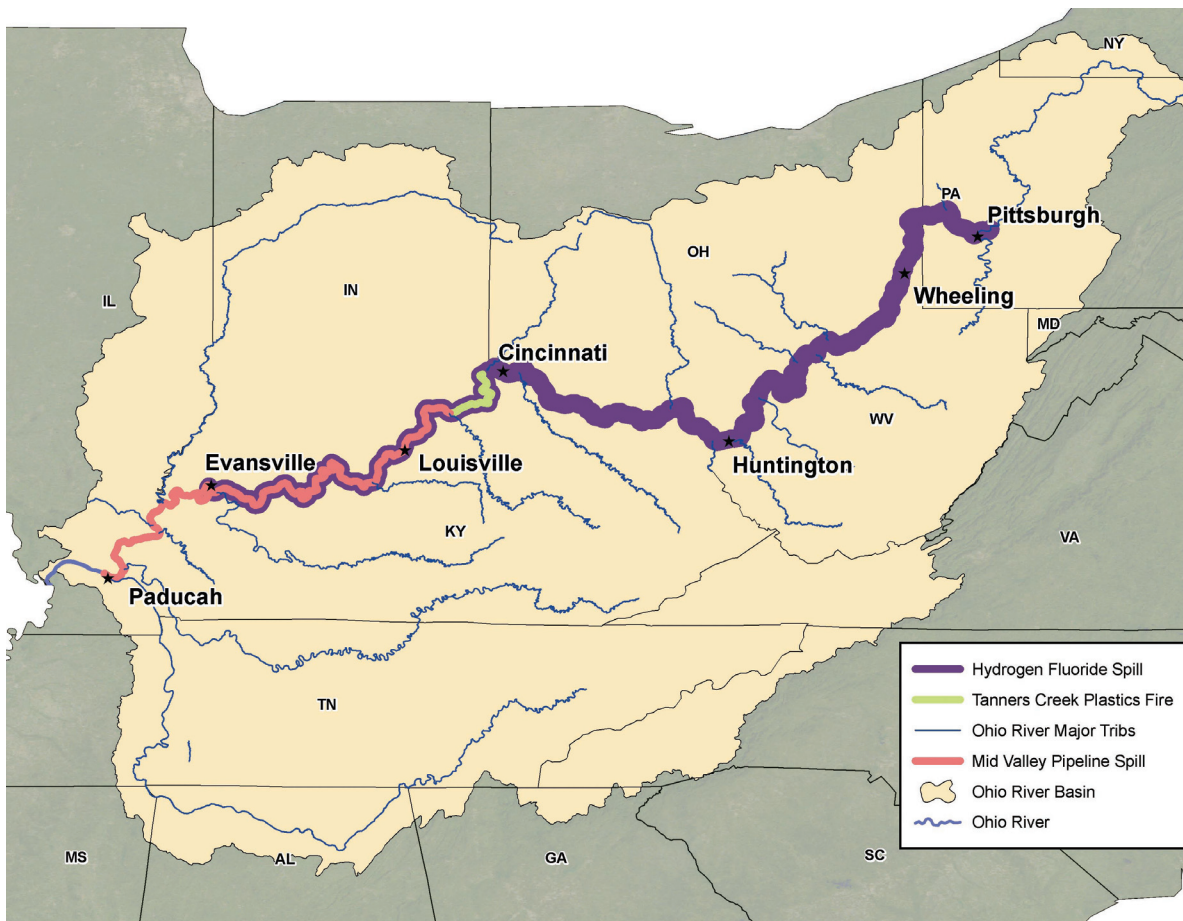 NY
PA
Pittsburgh
OH
IN
IL
Wheeling
MD
Cincinnati
WV
Evansville
Louisville
Huntington
KY
VA
Paducah
TN
MS
AL
GA
SC
Hydrogen Fluoride Spill
Tanners Creek Plastics Fire
Ohio River Major Tribs
Mid Valley Pipeline Spill
Ohio River Basin
Ohio River